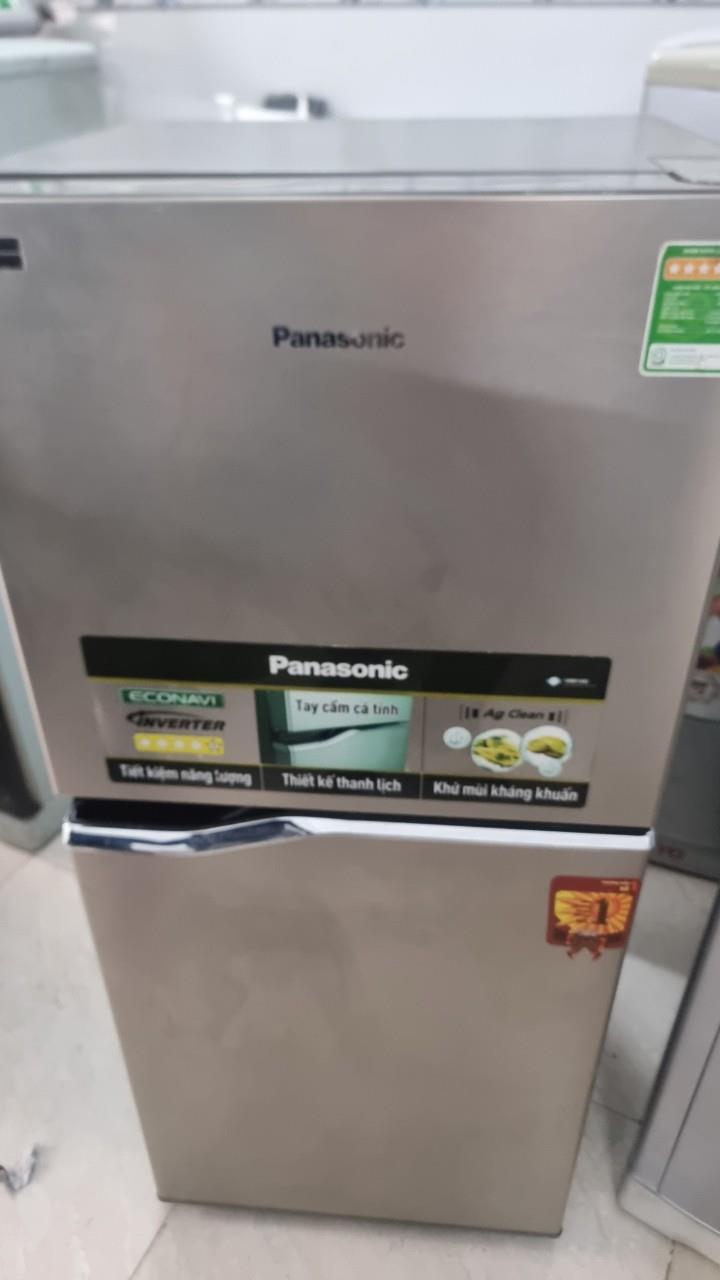 Panasonic
Panasonic
ECONAVI
INVERTER
Tiết kiệm năng lượng
Tay cầm cá tính
Thiết kế thanh lịch
Ag Clean
Khử mùi kháng khuẩn
1